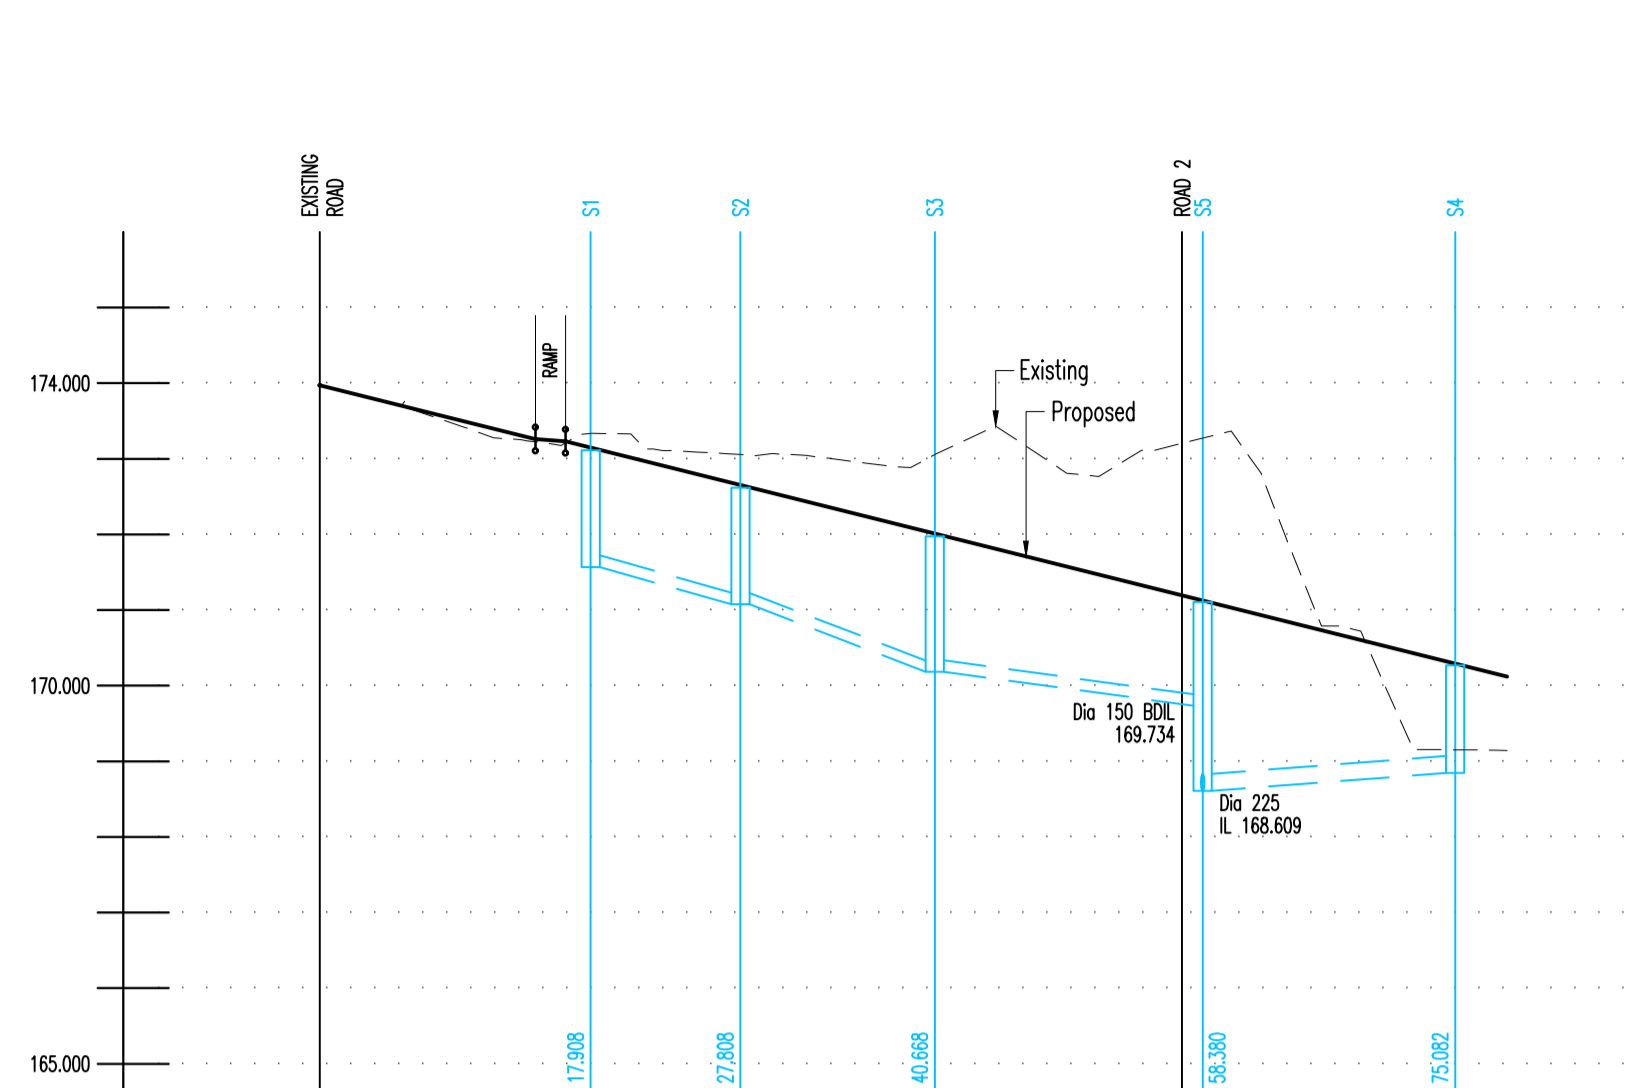 EXISTING
ROAD
S1
S2
S3
ROAD 2
S5
S4
RAMP
Existing
174.000
Proposed
170.000
Dia 150 BDIL
169.734
Dia 225
IL 168.609
165.000
17.908
27.808
40.668
58.380
75.082